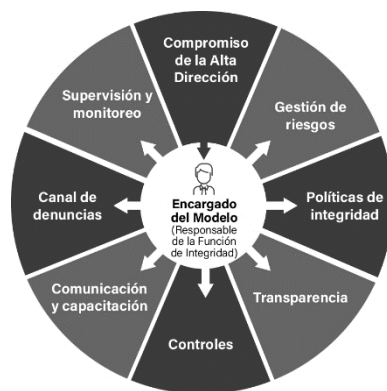 Compromiso
de la Alta
Dirección
Gestión de
riesgos
Políticas de
integridad
Transparencia
Controles
Comunicación
y capacitación
Canal de
denuncias
Supervisión y
monitoreo
Encargado
del Modelo
(Responsable
de la Función
de Integridad)